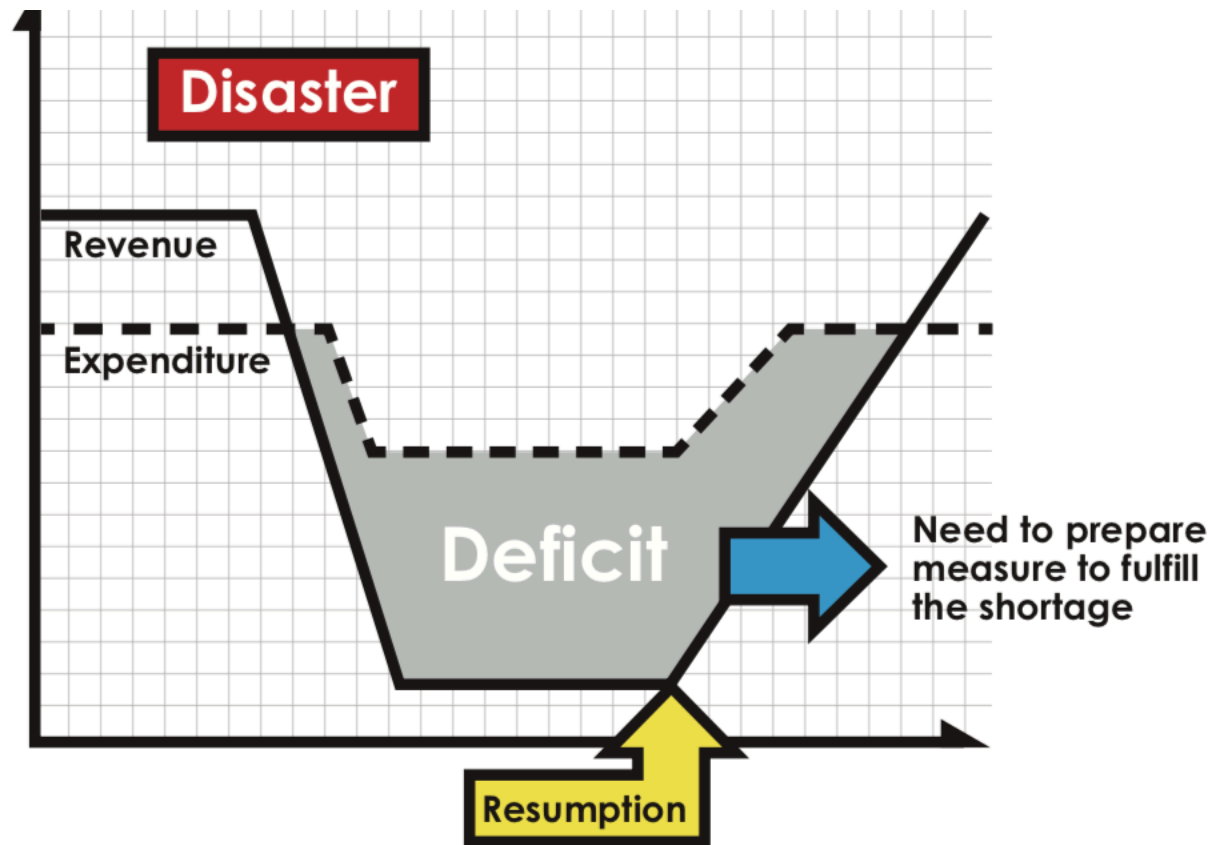 Disaster
Revenue
Expenditure
Deficit
Need to prepare
measure to fulfill
the shortage
Resumption